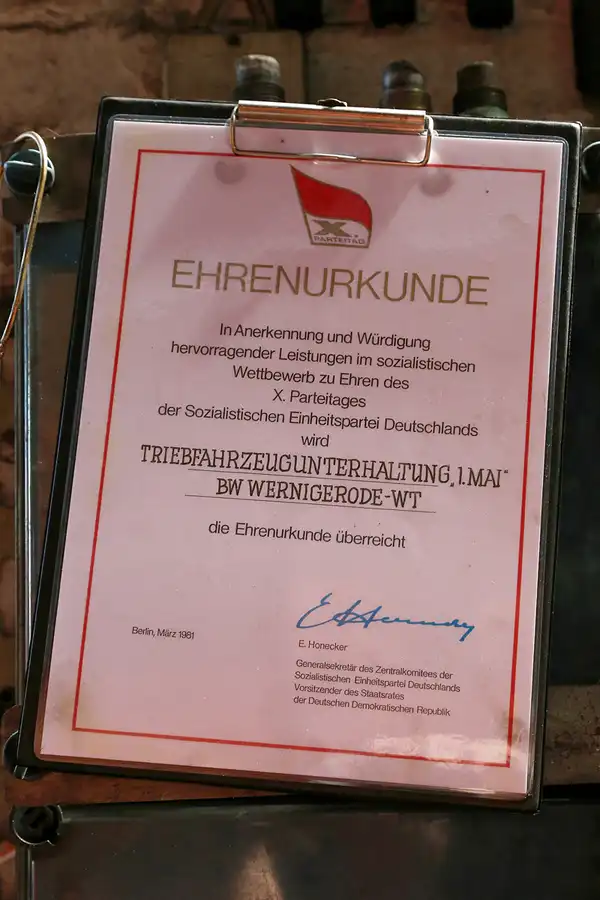 X.
PARTEITAG
EHRENURKUNDE
In Anerkennung und Würdigung
hervorragender Leistungen im sozialistischen
Wettbewerb zu Ehren des
X. Parteitages
der Sozialistischen Einheitspartei Deutschlands
wird
TRIEBFAHRZEUGUNTERHALTUNG „1. MAI“
BW WERNIGERODE-WT
die Ehrenurkunde überreicht
Berlin, März 1981
E. Honecker
E. Honecker
Generalsekretär des Zentralkomitees der
Sozialistischen Einheitspartei Deutschlands
Vorsitzender des Staatsrates
der Deutschen Demokratischen Republik